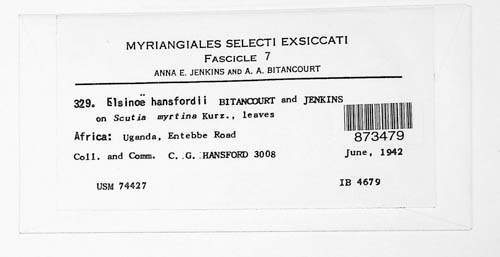 MYRIANGIALES SELECTI EXSICCATI
FASCICLE 7
ANNA E. JENKINS AND A. A. BITANCOURT
329. Elsinoë hansfordii BITANCOURT and JENKINS
on Scutia myrtina Kurz., leaves
Africa: Uganda, Entebbe Road
873479
Coll. and Comm. C. G. HANSFORD 3008 June, 1942
USM 74427 IB 4679